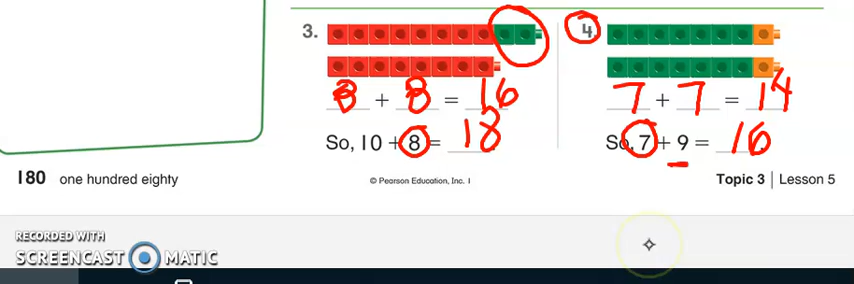 3.
8 + 8 = 16
So, 10 + 8 = 18
4.
7 + 7 = 14
So, 7 + 9 = 16
180 one hundred eighty
© Pearson Education, Inc. 1
Topic 3 | Lesson 5
RECORDED WITH
SCREENCAST MATIC